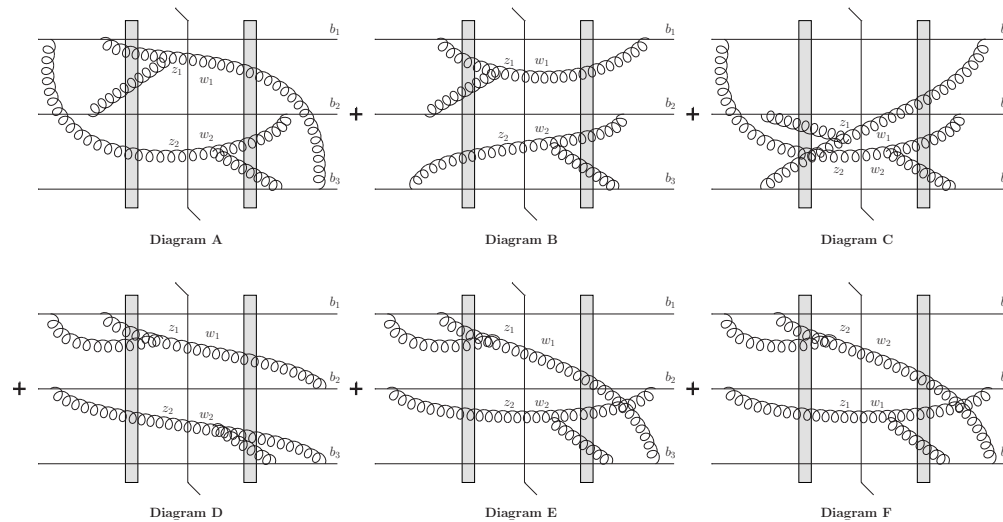 b₁ b₁ b
z₁ z₁ w₁
w₁
b₂ b₂ z₁ b
+ + w₁
z₂ w₂ z₂ w₂
z₂ w₂
b₃ b₃ b
Diagram A Diagram B Diagram C
b₁ b₁ b
z₁ w₁ z₁ w₁ z₂ w₂
+ b₂ + b₂ + b
z₂ w₂ z₂ w₂ z₁ w₁
b₃ b₃ b
Diagram D Diagram E Diagram F